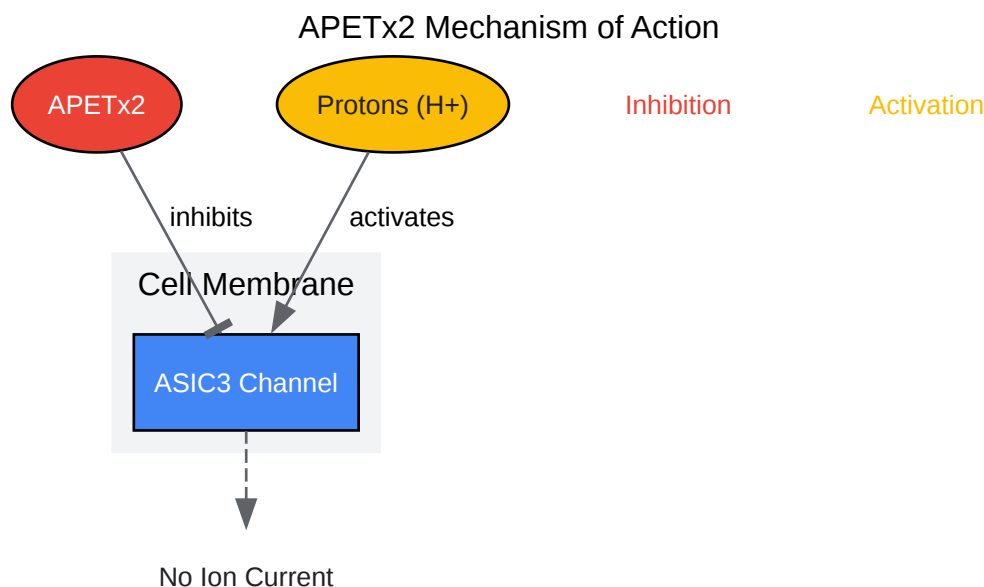 APETx2 Mechanism of Action
APETx2
Protons (H+)
Inhibition
Activation
inhibits
activates
Cell Membrane
ASIC3 Channel
No Ion Current